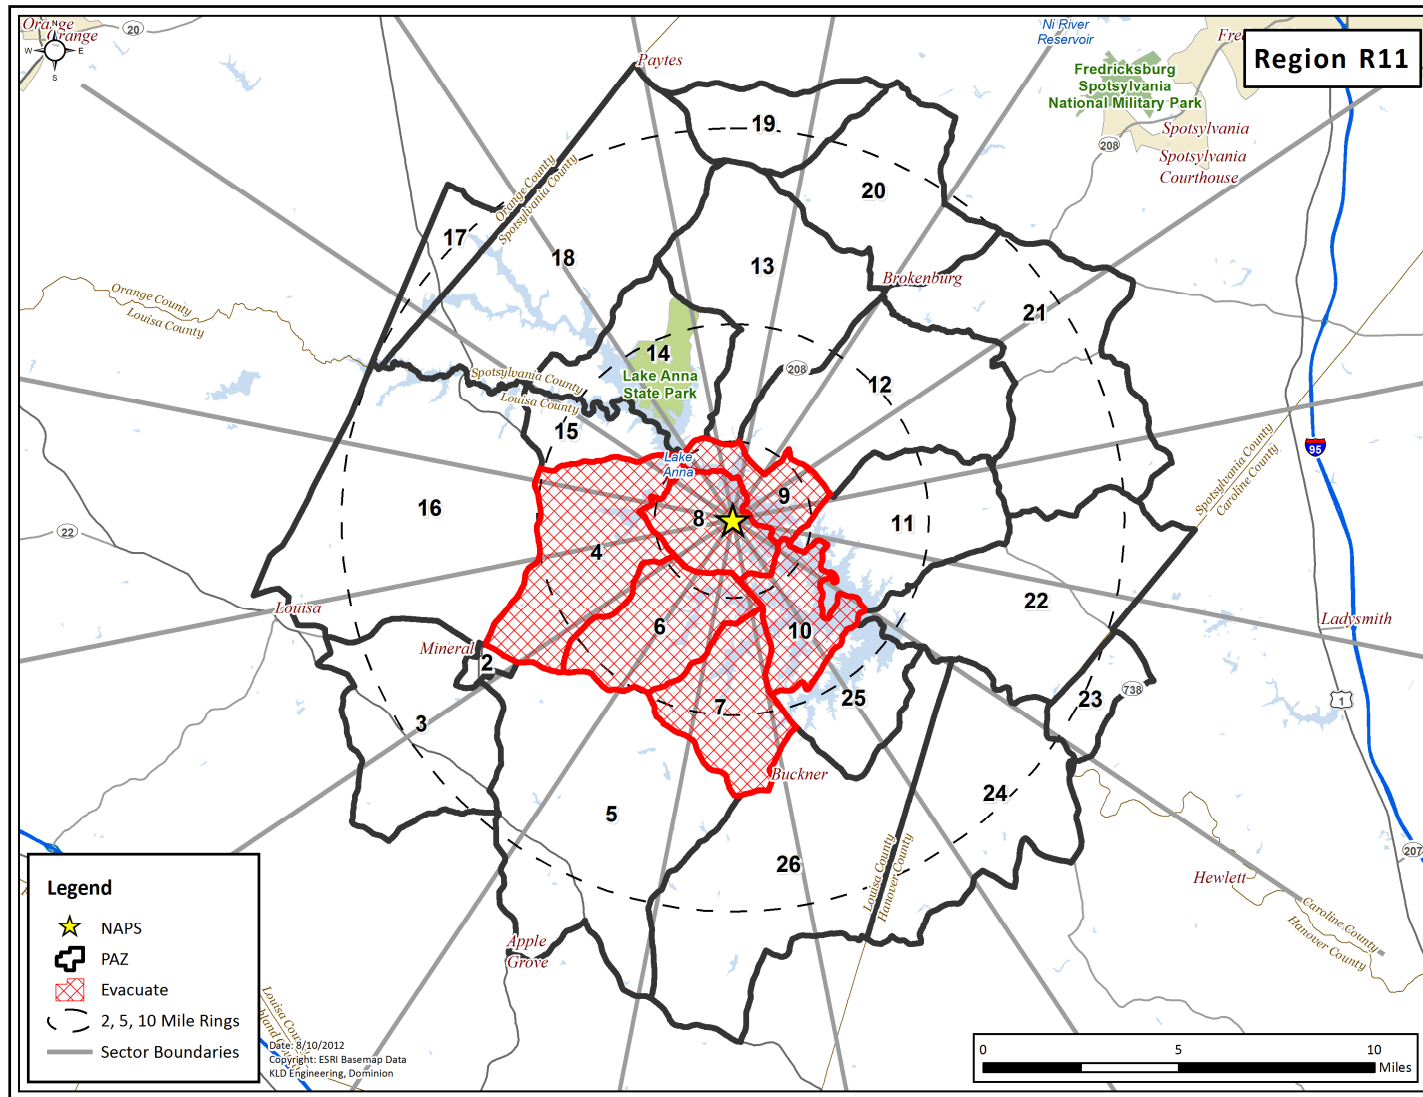 Orange
Orange
N
W
E
S
20
Paytes
Ni River
Reservoir
Region R11
Fredricksburg
Spotsylvania
National Military Park
Spotsylvania
208
Spotsylvania
Courthouse
19
20
Orange County
Spotsylvania County
17
18
13
Brokenburg
21
Orange County
Louisa County
14
Lake Anna
State Park
208
12
Spotsylvania County
Louisa County
15
Spotsylvania County
Caroline County
95
Lake
Anna
9
16
8
11
22
4
Louisa
22
Ladysmith
6
10
Mineral
2
7
25
23
738
1
3
Buckner
5
24
26
207
Louisa County
Hanover County
Hewlett
Caroline County
Hanover County
Apple
Grove
Legend
NAPS
PAZ
Evacuate
2, 5, 10 Mile Rings
Sector Boundaries
Louisa County
Date: 8/10/2012
Copyright: ESRI Basemap Data
KLD Engineering, Dominion
0
5
10
Miles